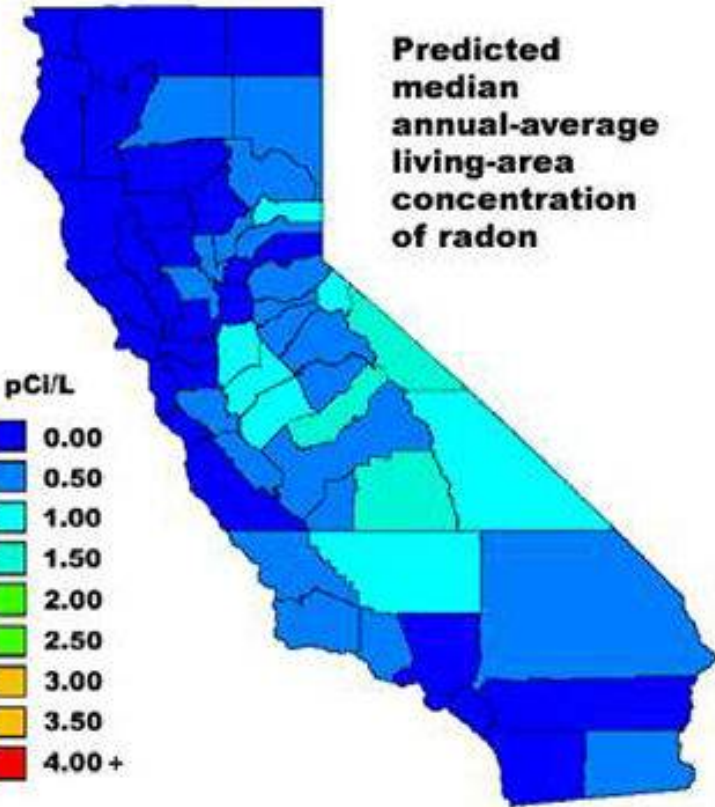 Predicted
median
annual-average
living-area
concentration
of radon
pCi/L
0.00
0.50
1.00
1.50
2.00
2.50
3.00
3.50
4.00 +